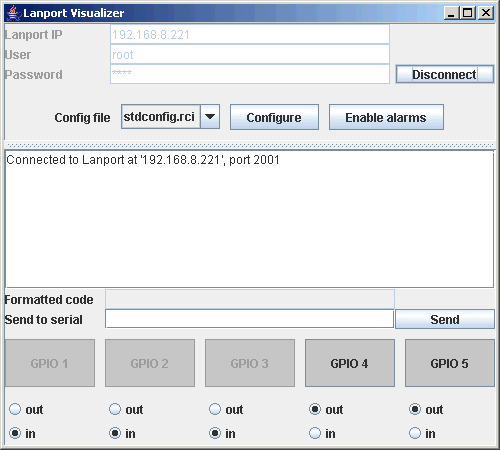 Lanport Visualizer
Lanport IP 192.168.8.221
User root
Password **** Disconnect
Config file stdconfig.rci Configure Enable alarms
Connected to Lanport at '192.168.8.221', port 2001
Formatted code
Send to serial Send
GPIO 1 GPIO 2 GPIO 3 GPIO 4 GPIO 5
out out out out out
in in in in in